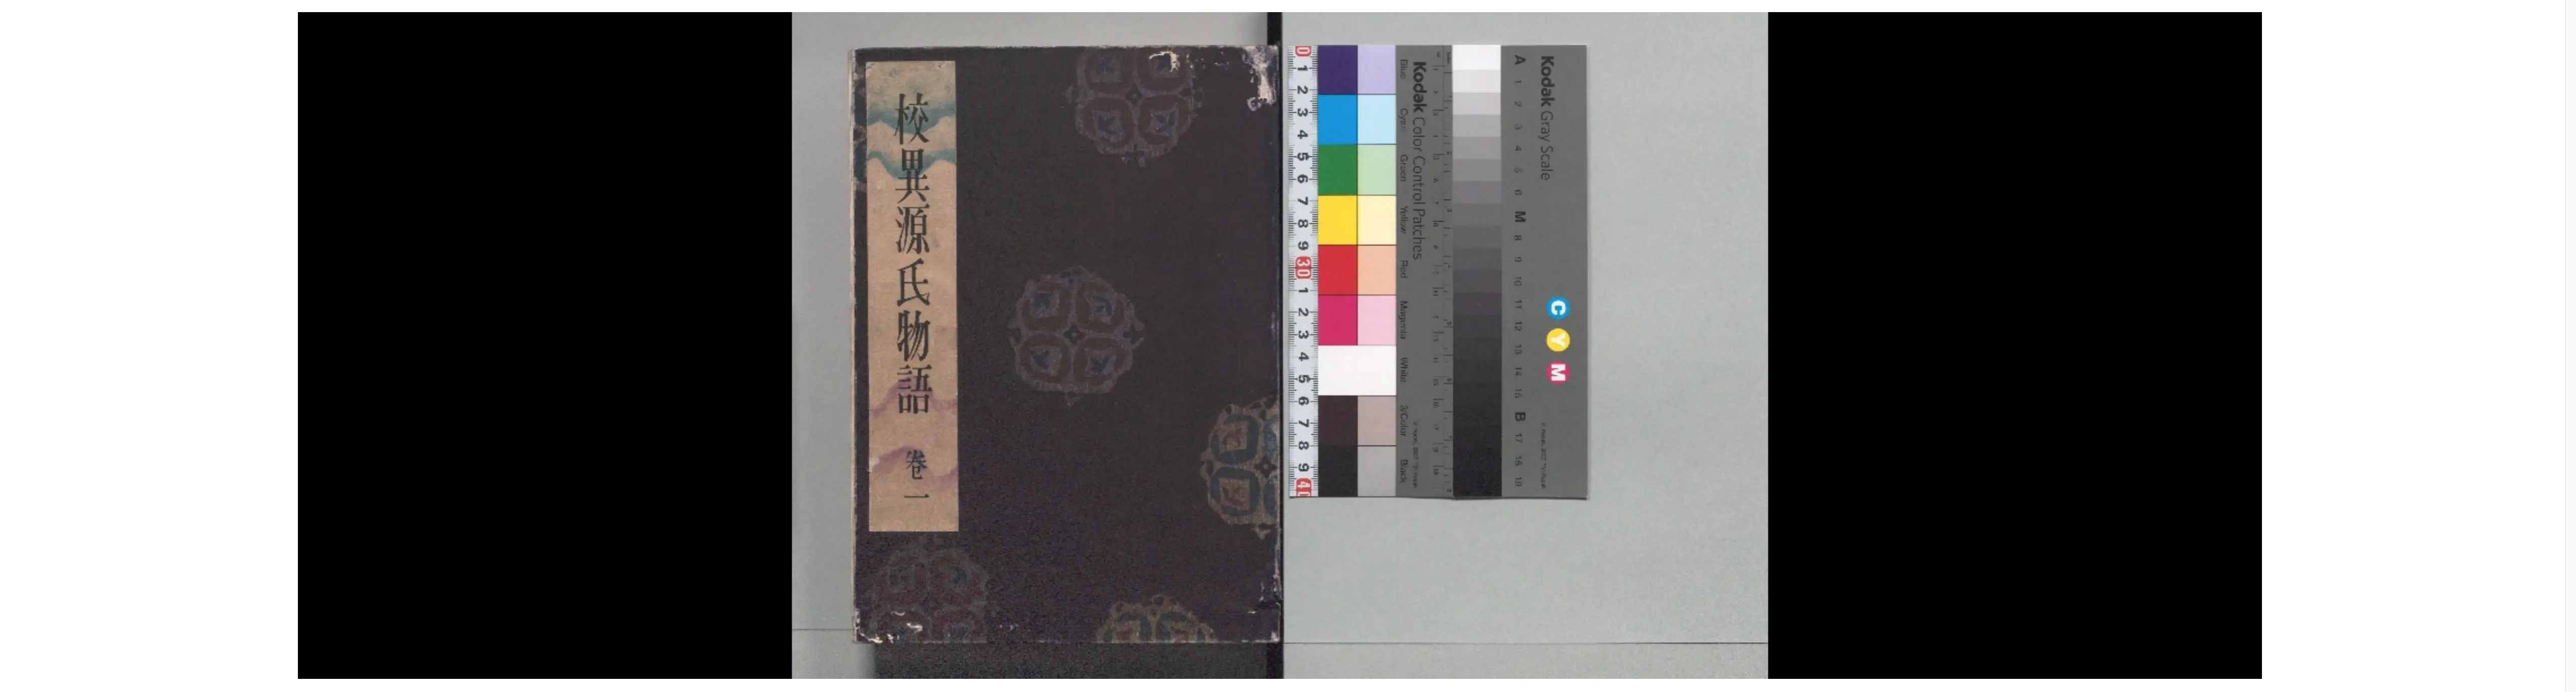 校異源氏物語 卷一
0 1 2 3 4 5 6 7 8 9 30 1 2 3 4 5 6 7 8 9 40
Blue Cyan Green Yellow Red Magenta White 3/Color Black
Kodak Color Control Patches
A 1 2 3 4 5 6 M 8 9 10 11 12 13 14 15 B 17 18 19
Kodak Gray Scale
C Y M